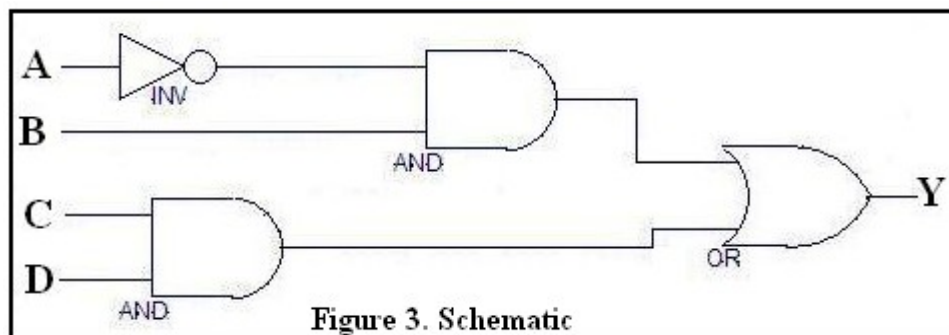 A
INV
B
AND
C
D
AND
OR
Y
Figure 3. Schematic